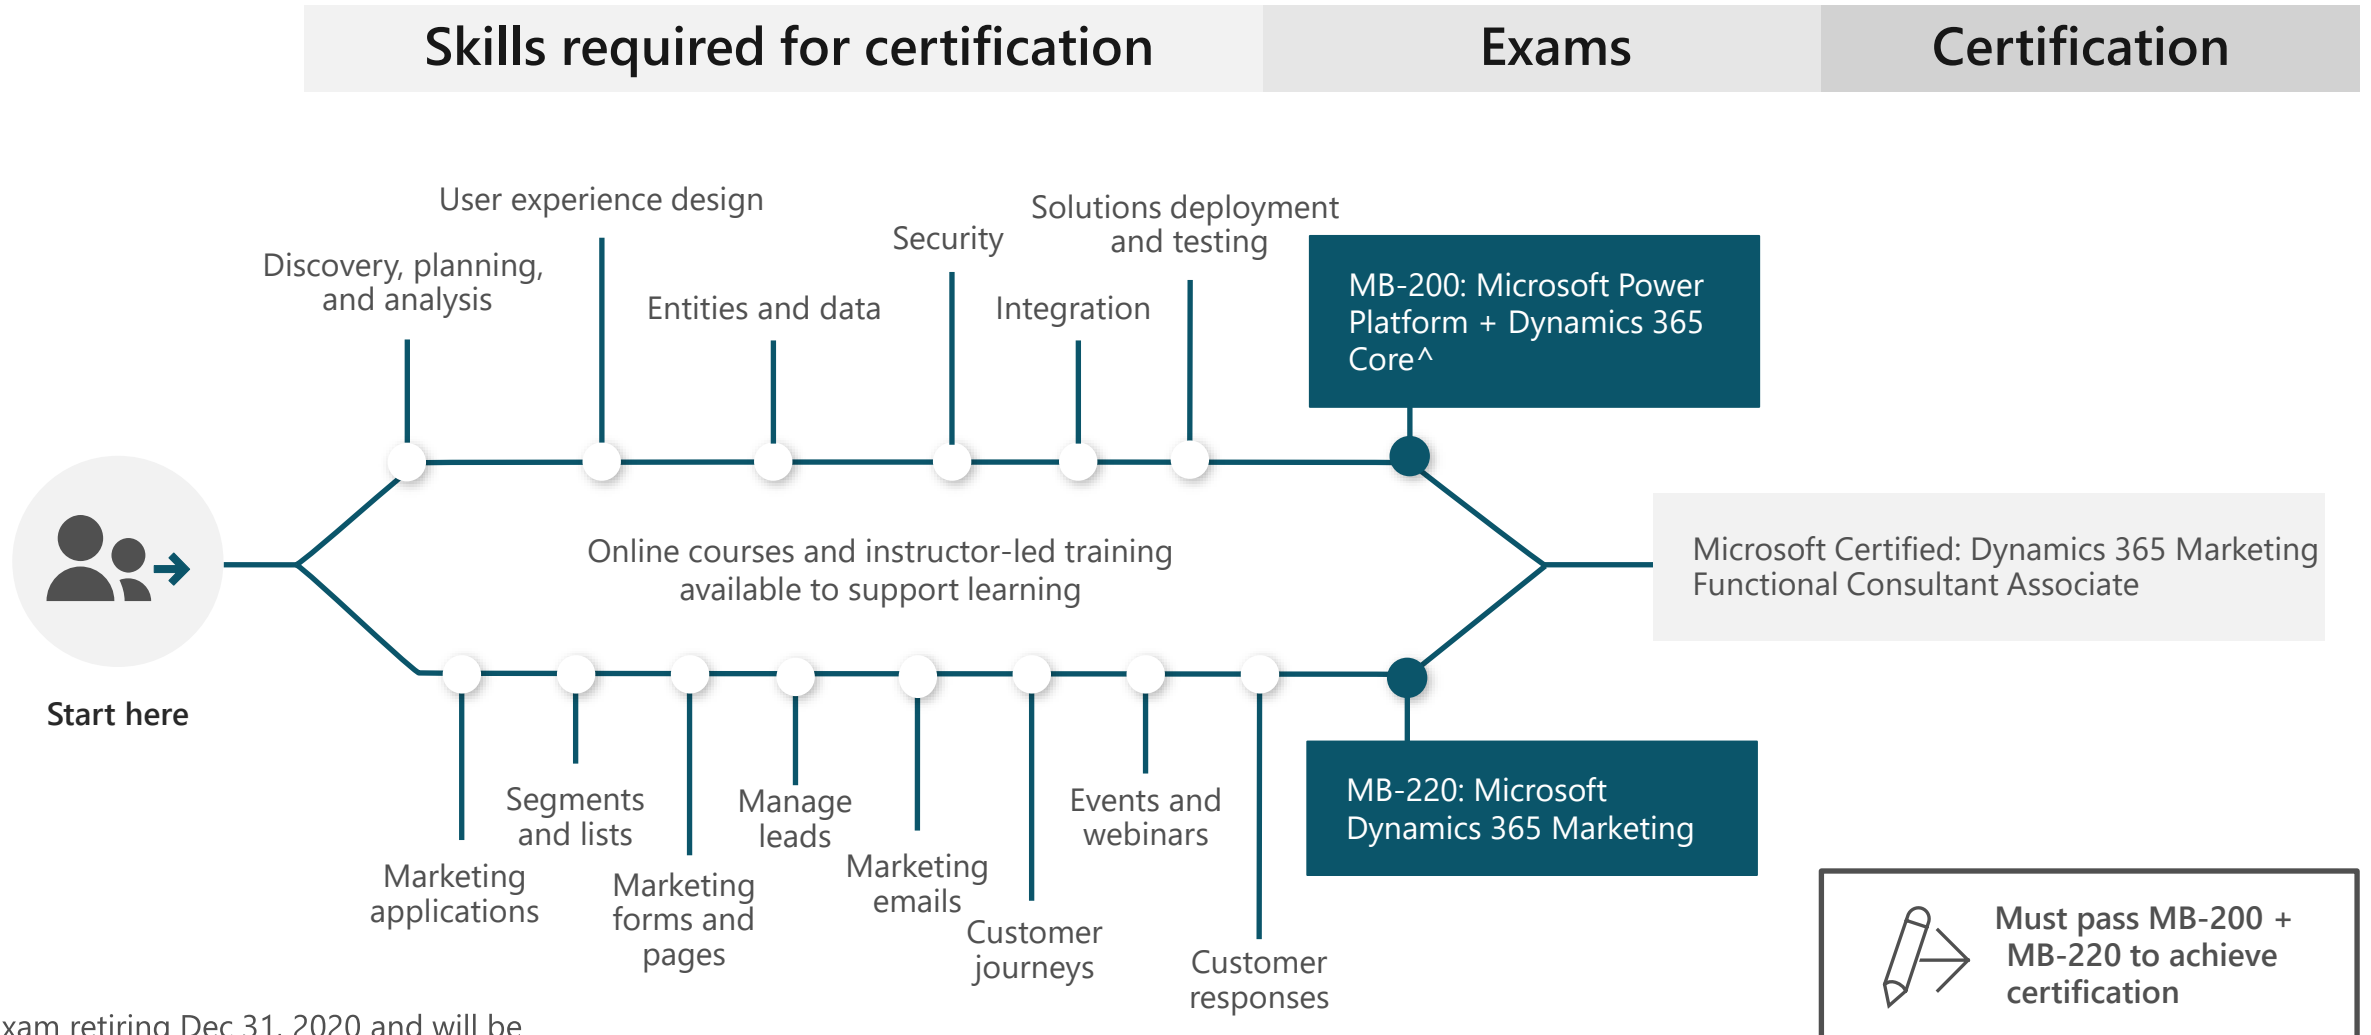 Skills required for certification
Exams
Certification
User experience design
Solutions deployment
and testing
Security
Discovery, planning,
and analysis
Entities and data
Integration
MB-200: Microsoft Power
Platform + Dynamics 365
Core^
Online courses and instructor-led training
available to support learning
Microsoft Certified: Dynamics 365 Marketing
Functional Consultant Associate
Start here
Segments
and lists
Manage
leads
Events and
webinars
MB-220: Microsoft
Dynamics 365 Marketing
Marketing
applications
Marketing
forms and
pages
Marketing
emails
Customer
journeys
Customer
responses
Must pass MB-200 +
MB-220 to achieve
certification
retiring Dec 31, 2020 and will be